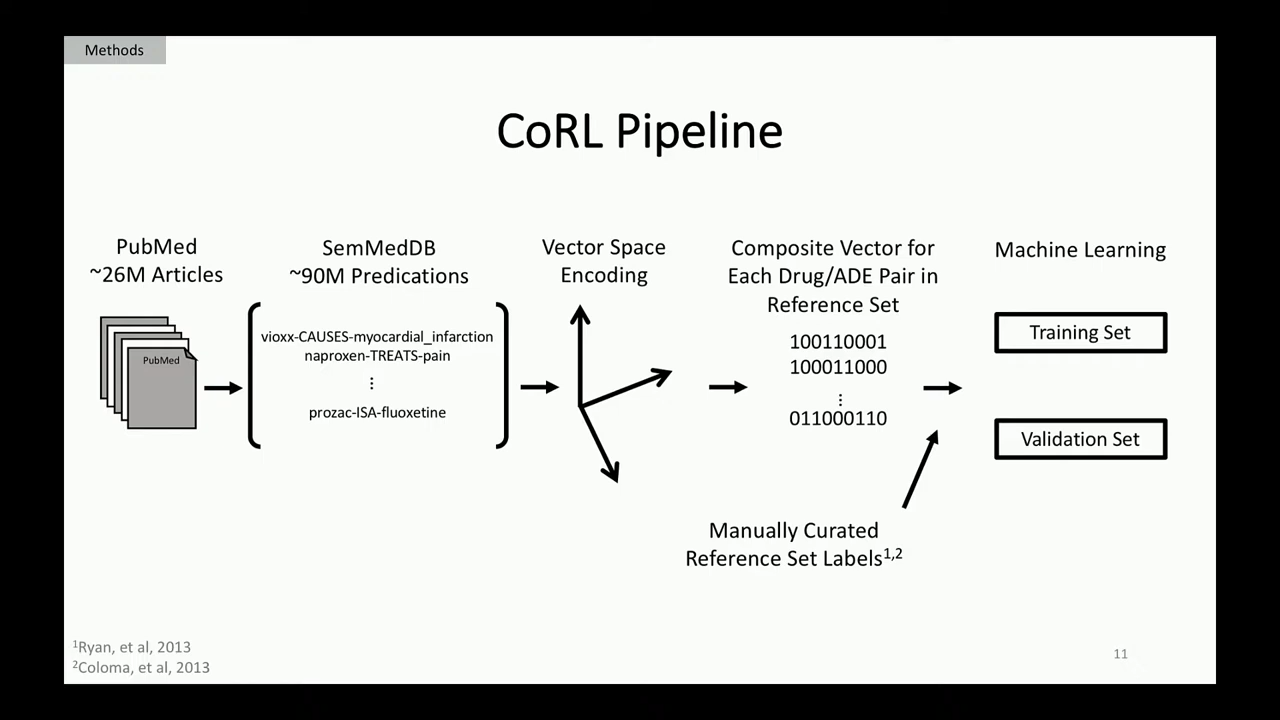 Methods
CoRL Pipeline
PubMed
~26M Articles
PubMed
SemMedDB
~90M Predications
vioxx-CAUSES-myocardial_infarction
naproxen-TREATS-pain
⋮
prozac-ISA-fluoxetine
Vector Space
Encoding
Composite Vector for
Each Drug/ADE Pair in
Reference Set
100110001
100011000
⋮
011000110
Manually Curated
Reference Set Labels1,2
Machine Learning
Training Set
Validation Set
1Ryan, et al, 2013
2Coloma, et al, 2013
11